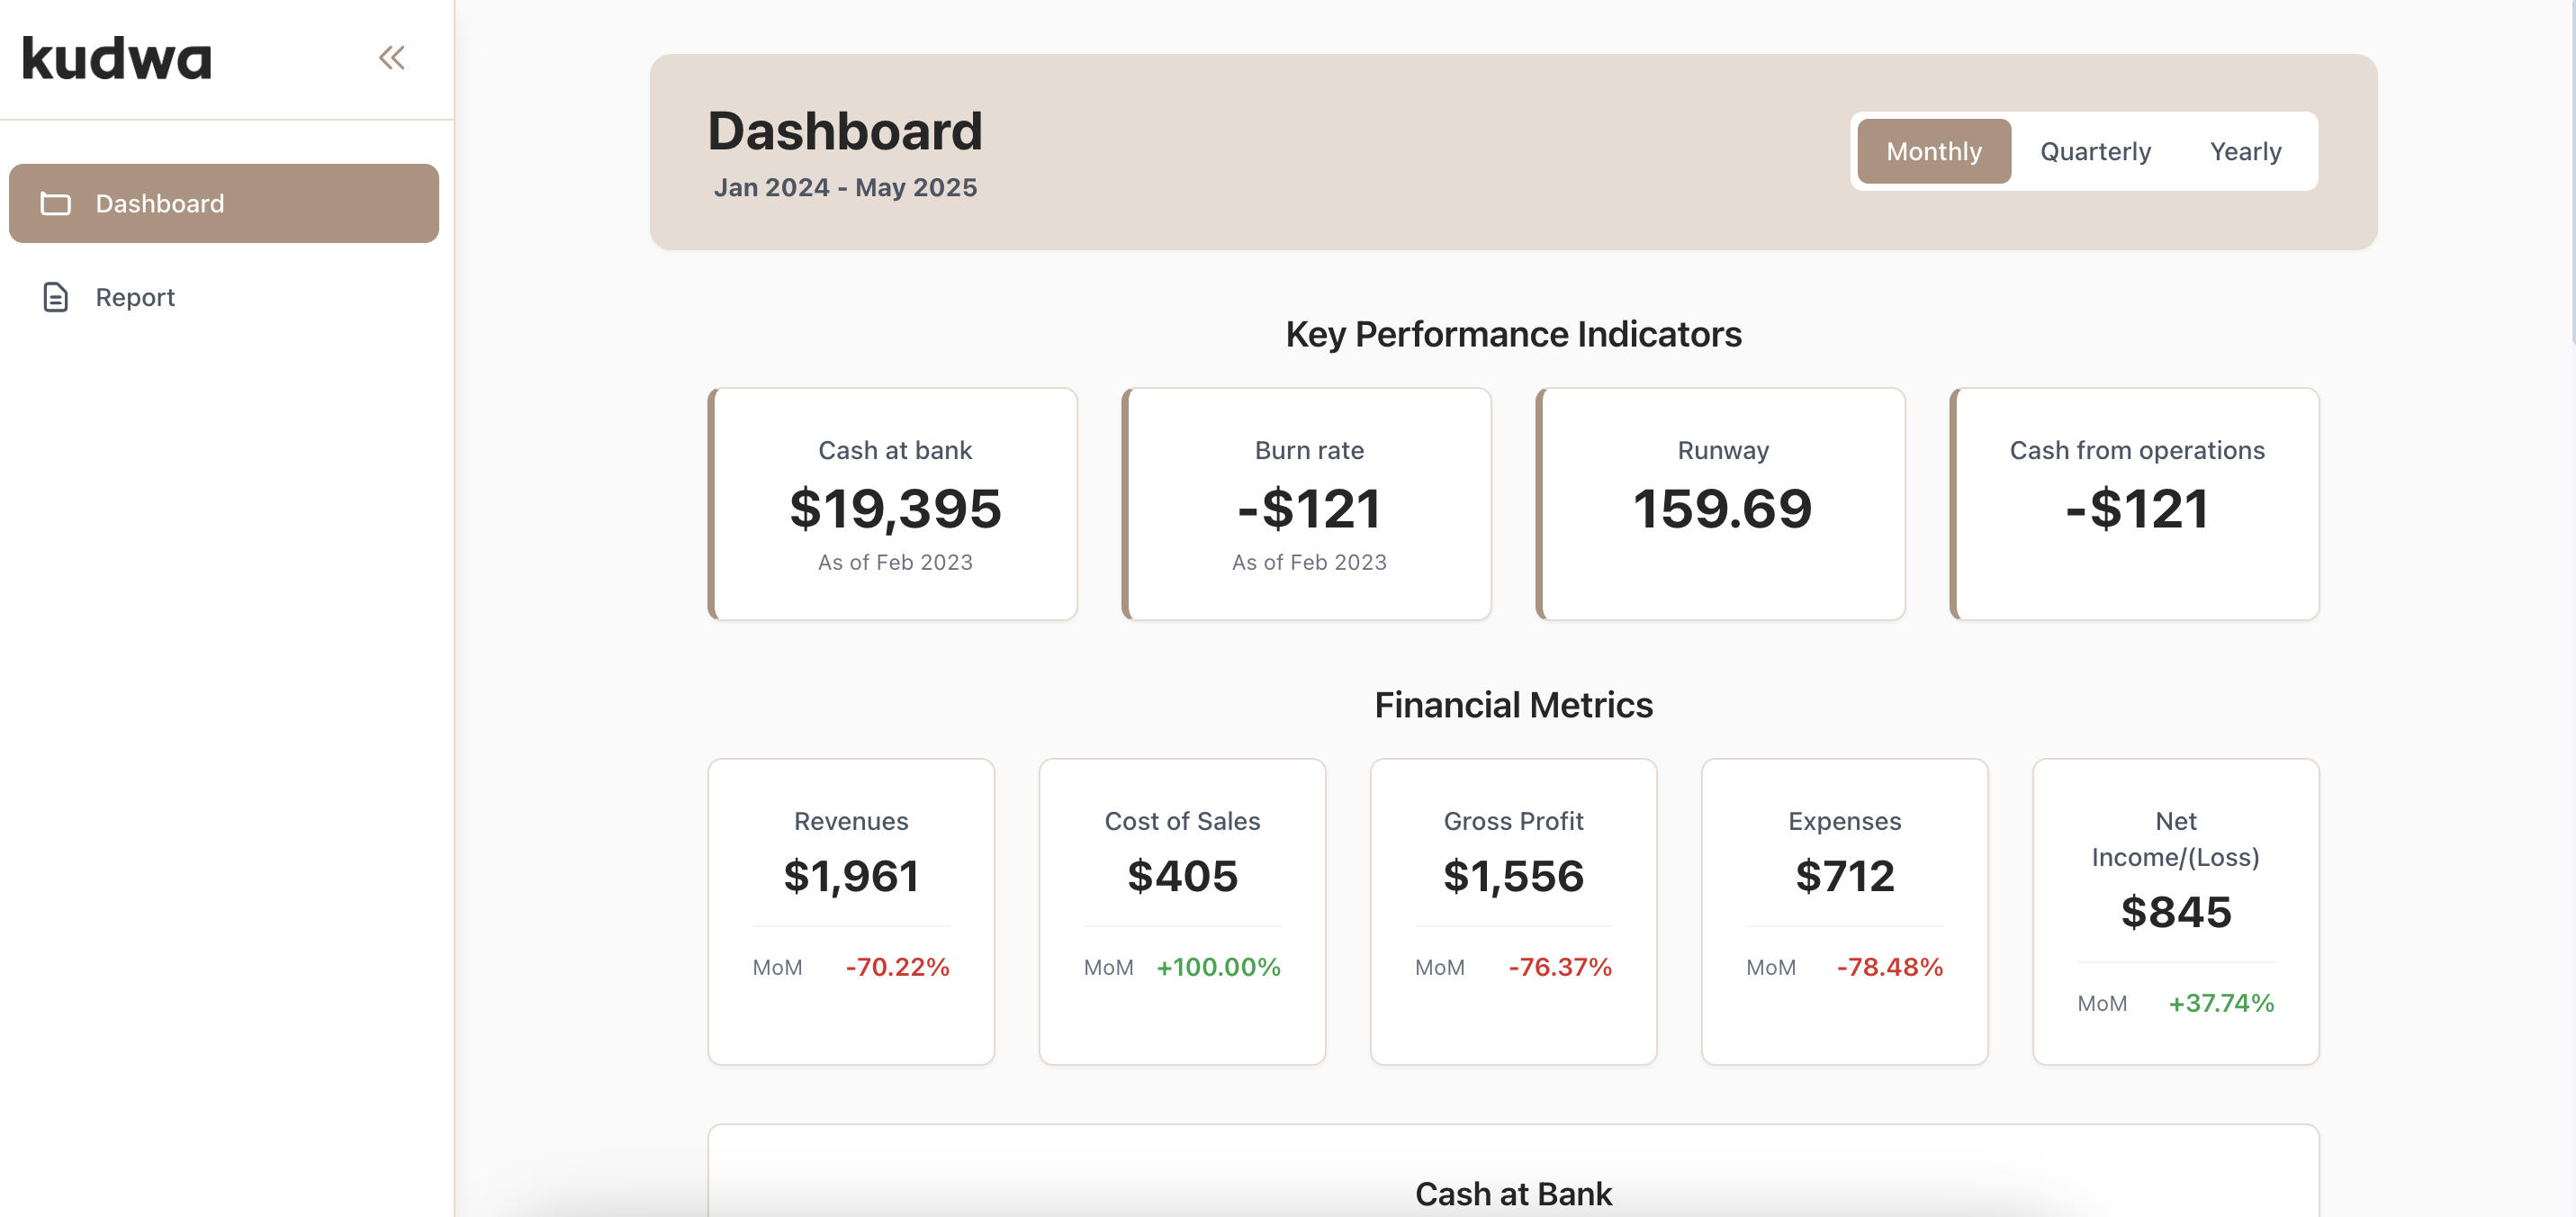 kudwa
Dashboard
Report
Dashboard
Jan 2024 - May 2025
Monthly Quarterly Yearly
Key Performance Indicators
Cash at bank
$19,395
As of Feb 2023
Burn rate
-$121
As of Feb 2023
Runway
159.69
Cash from operations
-$121
Financial Metrics
Revenues
$1,961
MoM -70.22%
Cost of Sales
$405
MoM +100.00%
Gross Profit
$1,556
MoM -76.37%
Expenses
$712
MoM -78.48%
Net
Income/(Loss)
$845
MoM +37.74%
Cash at Bank